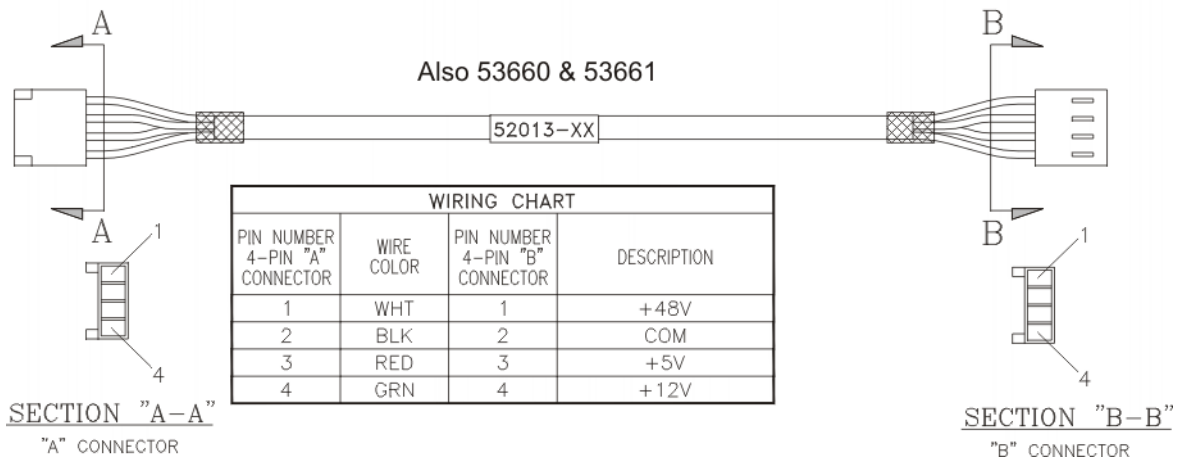 A
B
Also 53660 & 53661
52013-XX
A
B
WIRING CHART
PIN NUMBER 4-PIN "A" CONNECTOR
WIRE COLOR
PIN NUMBER 4-PIN "B" CONNECTOR
DESCRIPTION
1 WHT 1 +48V
2 BLK 2 COM
3 RED 3 +5V
4 GRN 4 +12V
1
4
SECTION "A-A"
"A" CONNECTOR
1
4
SECTION "B-B"
"B" CONNECTOR